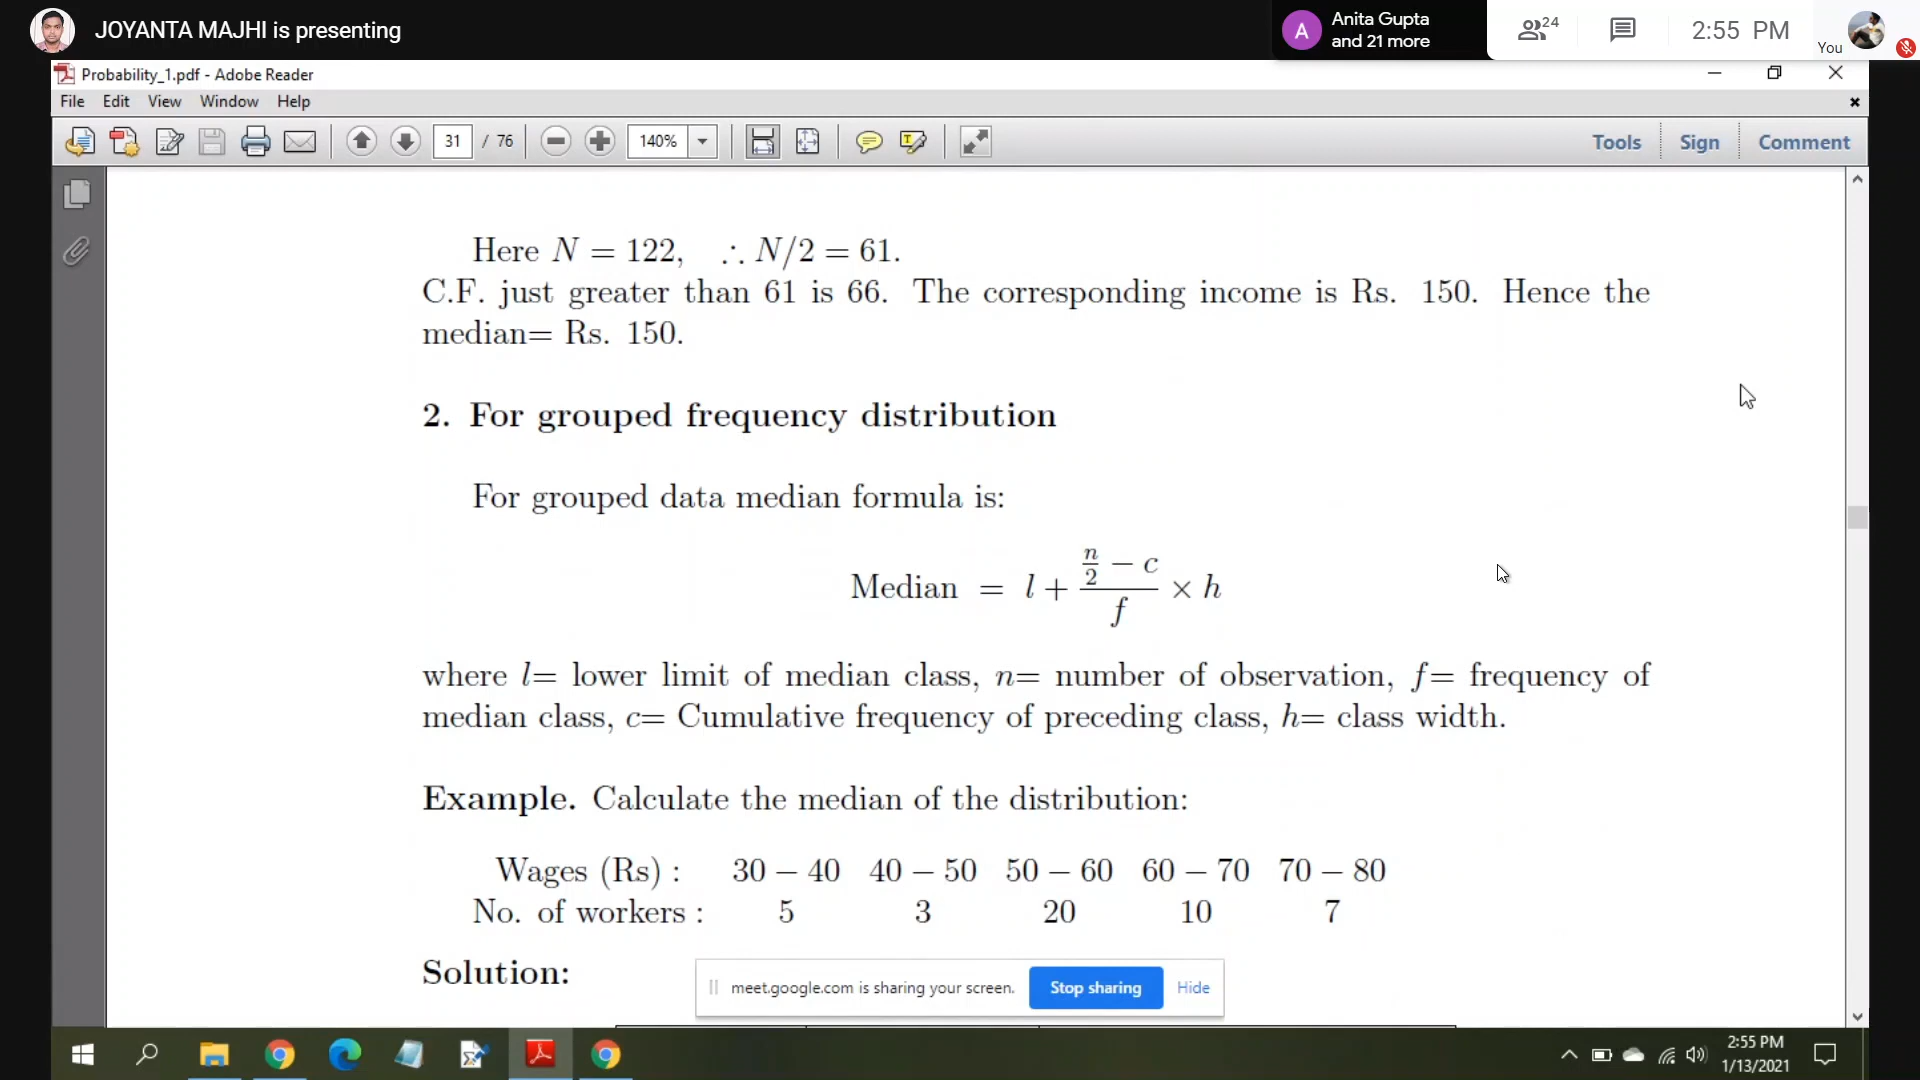 JOYANTA MAJHI is presenting
A
Anita Gupta
and 21 more
24
2:55 PM
You
Probability_1.pdf - Adobe Reader
File Edit View Window Help
31 / 76 140% Tools Sign Comment
Here N = 122, ∴ N/2 = 61.
C.F. just greater than 61 is 66. The corresponding income is Rs. 150. Hence the
median= Rs. 150.
2. For grouped frequency distribution
For grouped data median formula is:
Median = l + (n/2 − c)/f × h
where l= lower limit of median class, n= number of observation, f= frequency of
median class, c= Cumulative frequency of preceding class, h= class width.
Example. Calculate the median of the distribution:
Wages (Rs) : 30 − 40 40 − 50 50 − 60 60 − 70 70 − 80
No. of workers : 5 3 20 10 7
Solution:
meet.google.com is sharing your screen. Stop sharing Hide
2:55 PM
1/13/2021